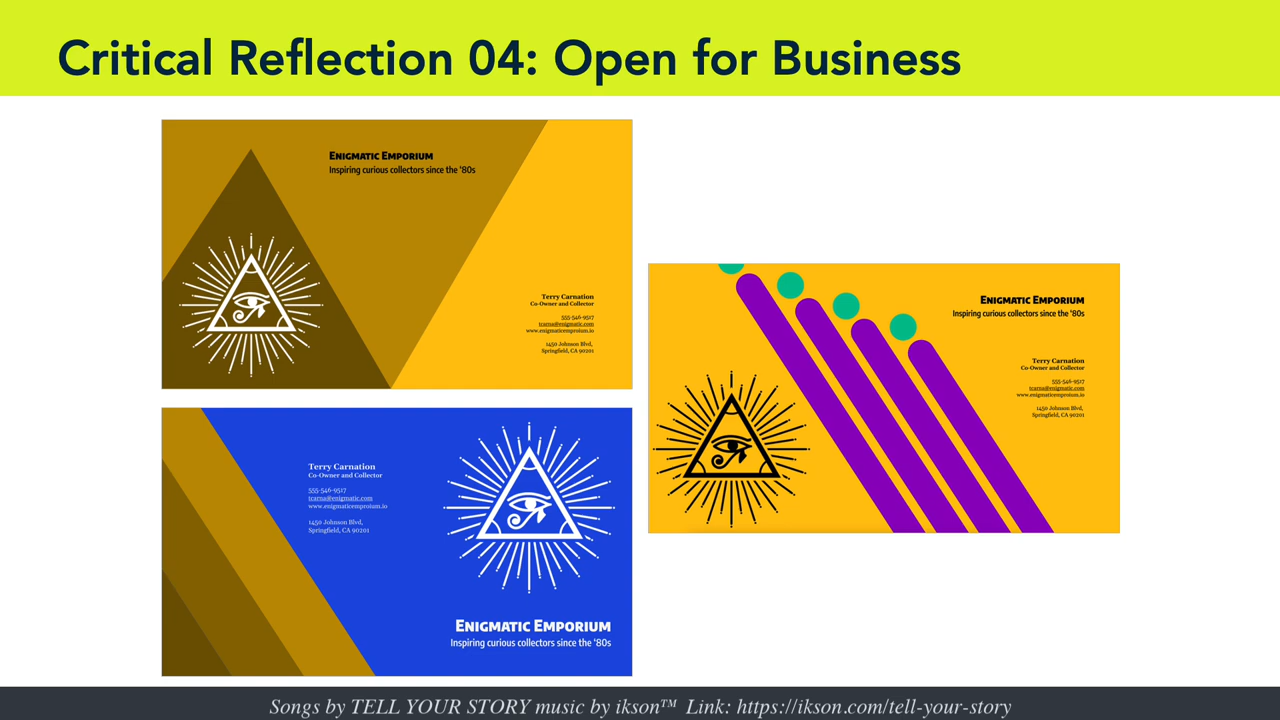 Critical Reflection 04: Open for Business
Enigmatic Emporium
Inspiring curious collectors since the '80s
Terry Carnation
Co-Owner and Collector
555-546-9517
tcarna@enigmatic.com
www.enigmaticemproium.io
1450 Johnson Blvd,
Springfield, CA 90201
Terry Carnation
Co-Owner and Collector
555-546-9517
tcarna@enigmatic.com
www.enigmaticemproium.io
1450 Johnson Blvd,
Springfield, CA 90201
Enigmatic Emporium
Inspiring curious collectors since the '80s
Enigmatic Emporium
Inspiring curious collectors since the '80s
Terry Carnation
Co-Owner and Collector
555-546-9517
tcarna@enigmatic.com
www.enigmaticemproium.io
1450 Johnson Blvd,
Springfield, CA 90201
Songs by TELL YOUR STORY music by ikson™ Link: https://ikson.com/tell-your-story